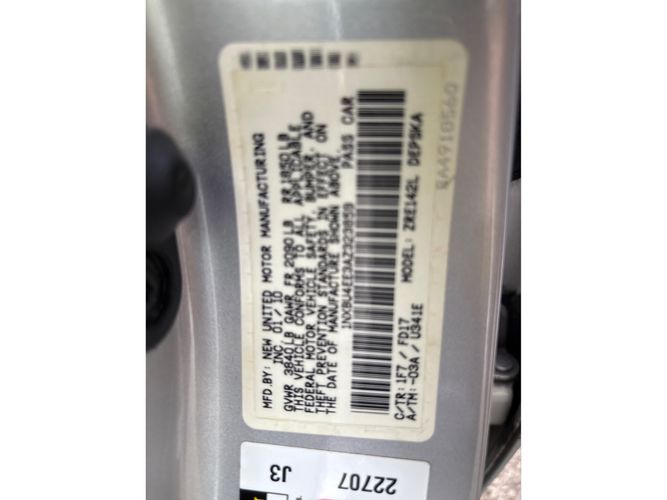 MFD.BY: NEW UNITED MOTOR MANUFACTURING
INC 01/10
GVWR 3840LB GAWR FR 2090LB RR 1850LB
THIS VEHICLE CONFORMS TO ALL APPLICABLE
FEDERAL MOTOR VEHICLE SAFETY, BUMPER, AND
THEFT PREVENTION STANDARDS IN EFFECT ON
THE DATE OF MANUFACTURE SHOWN ABOVE.
1NXBU4EE3AZ323859 PASS CAR
C/TR: 1F7 / FD17 MODEL: ZRE142L DEPSKA
A/TM: -03A / U341E
22707
J3